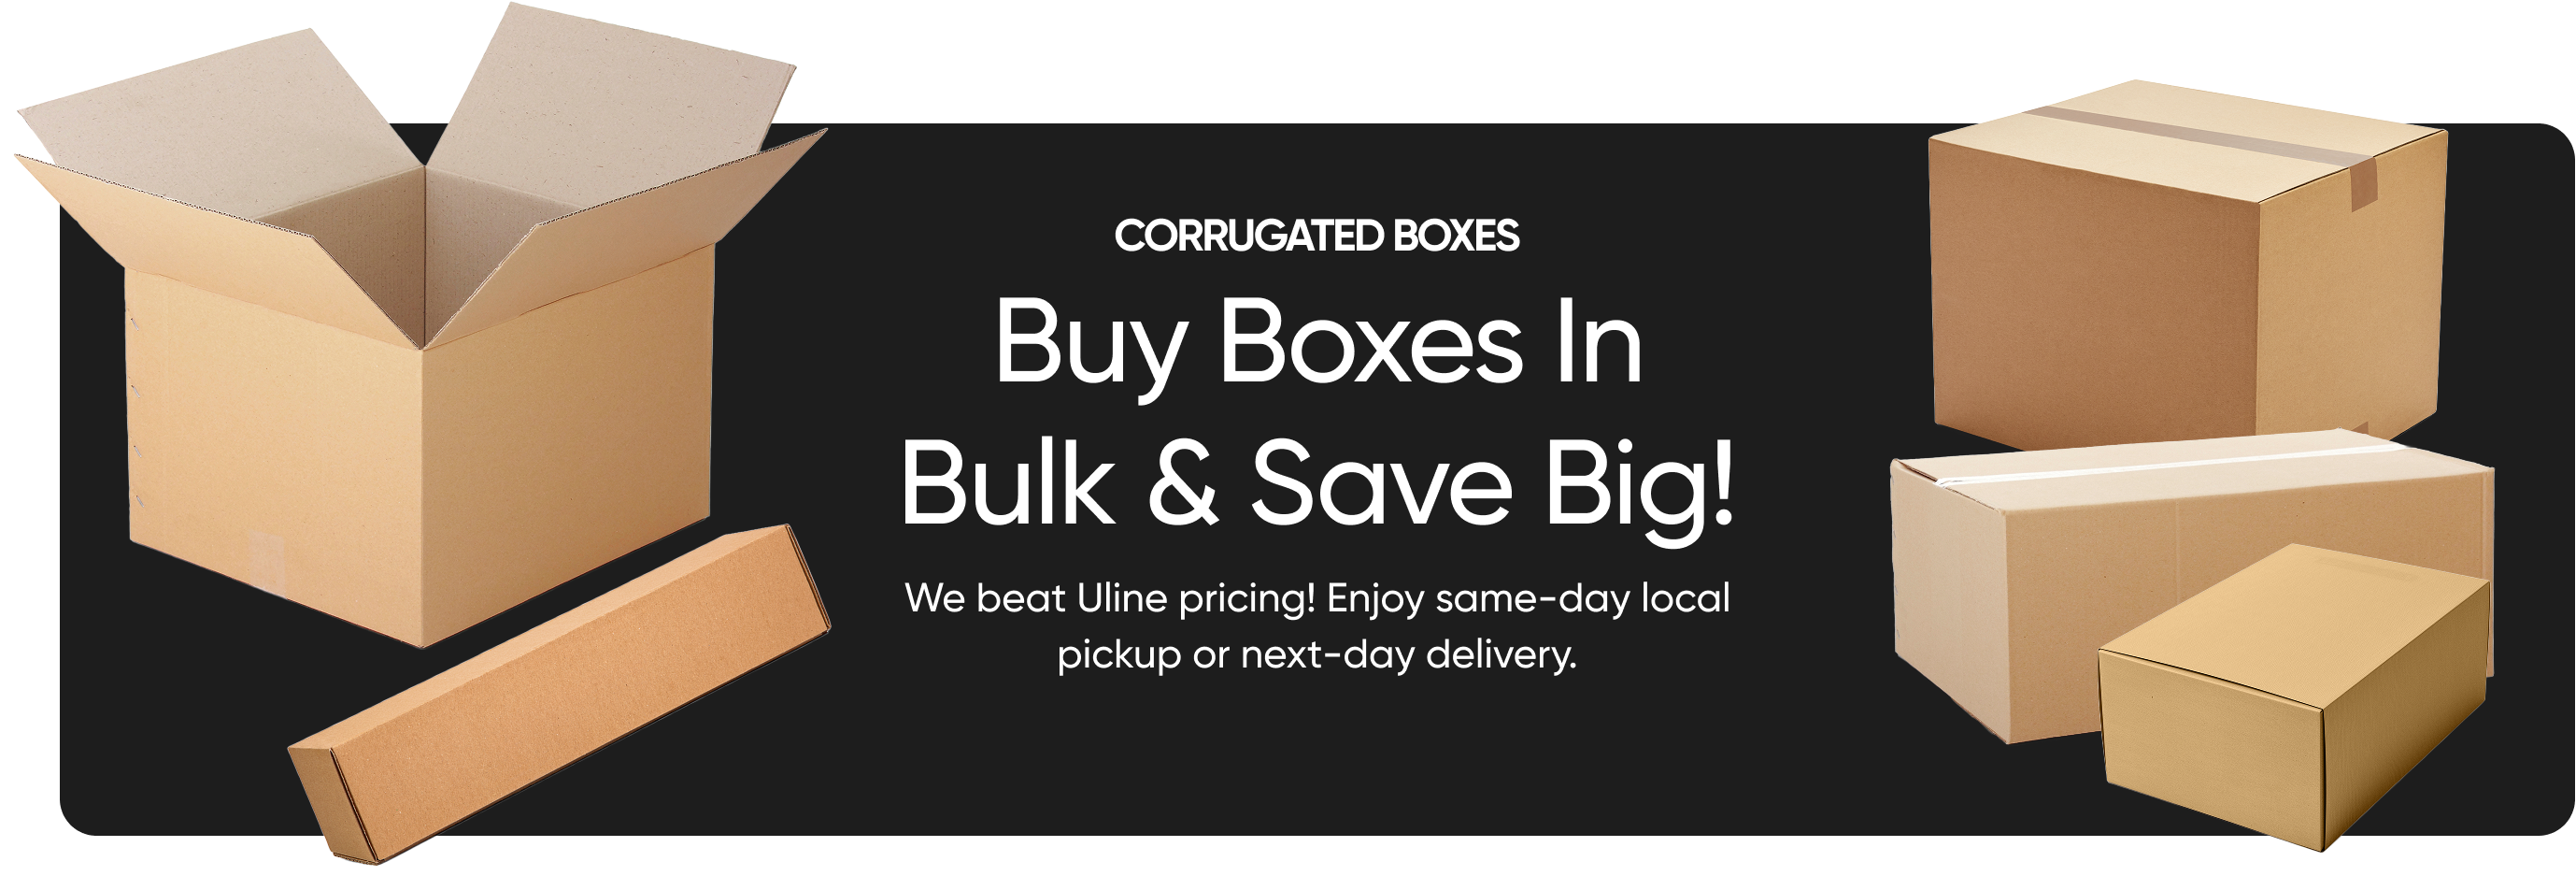 CORRUGATED BOXES
Buy Boxes In
Bulk & Save Big!
We beat Uline pricing! Enjoy same-day local
pickup or next-day delivery.